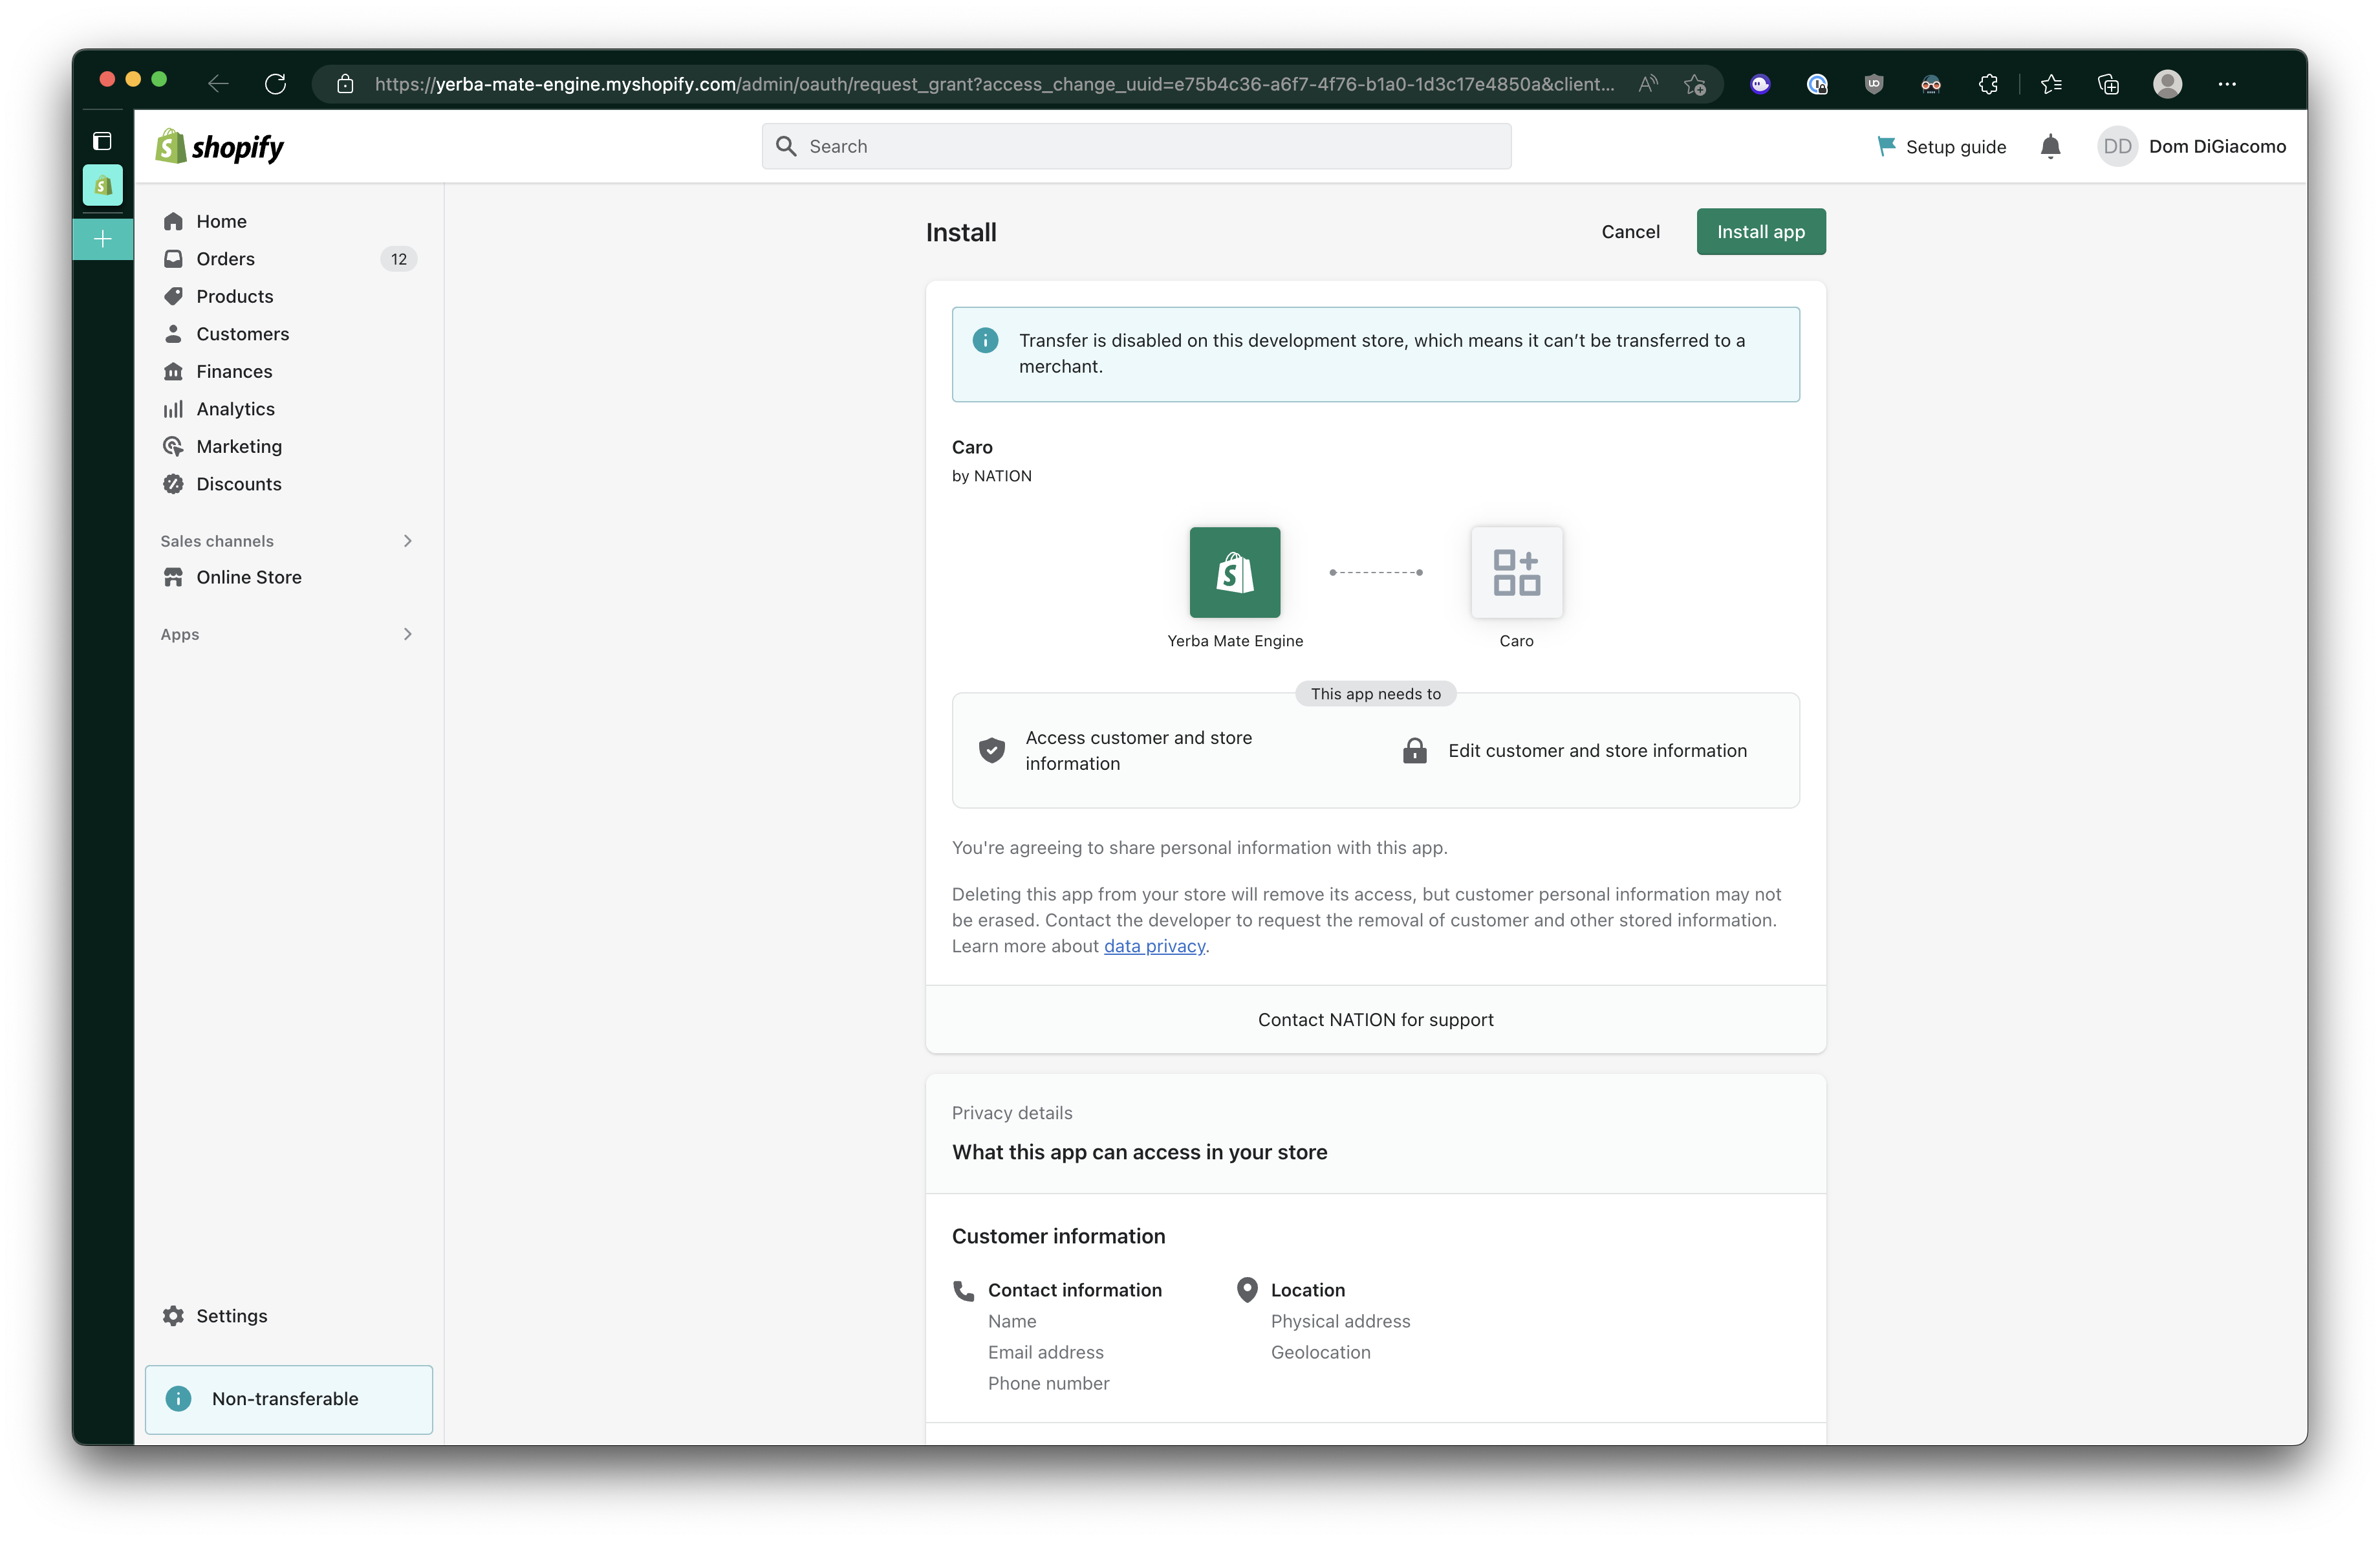 https://yerba-mate-engine.myshopify.com/admin/oauth/request_grant?access_change_uuid=e75b4c36-a6f7-4f76-b1a0-1d3c17e4850a&client...
shopify
Search
Setup guide
DD
Dom DiGiacomo
Home
Orders
12
Products
Customers
Finances
Analytics
Marketing
Discounts
Sales channels
Online Store
Apps
Settings
Non-transferable
Install
Cancel
Install app
Transfer is disabled on this development store, which means it can’t be transferred to a
merchant.
Caro
by NATION
Yerba Mate Engine
Caro
This app needs to
Access customer and store
information
Edit customer and store information
You're agreeing to share personal information with this app.
Deleting this app from your store will remove its access, but customer personal information may not
be erased. Contact the developer to request the removal of customer and other stored information.
Learn more about data privacy.
Contact NATION for support
Privacy details
What this app can access in your store
Customer information
Contact information
Name
Email address
Phone number
Location
Physical address
Geolocation